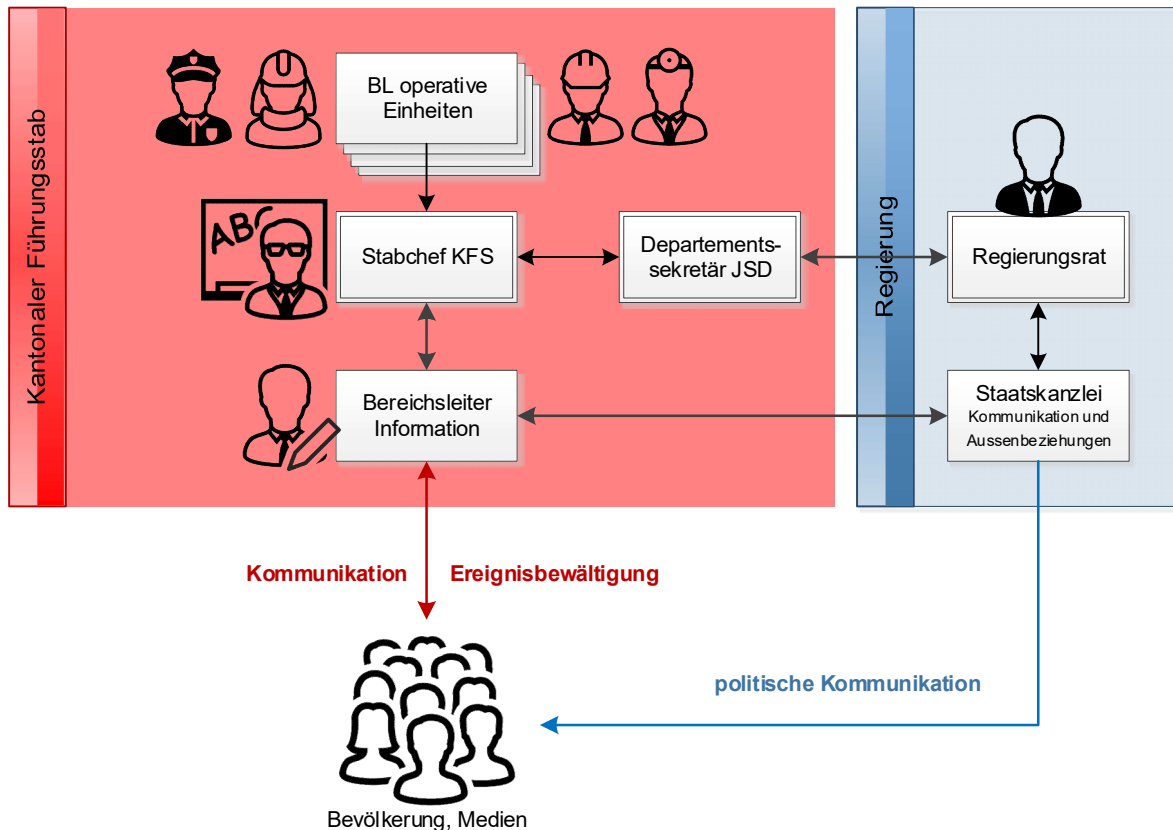 Kantonaler Führungsstab
BL operative
Einheiten
ABC
Stabchef KFS
Departements-
sekretär JSD
Bereichsleiter
Information
Regierung
Regierungsrat
Staatskanzlei
Kommunikation und
Aussenbeziehungen
Kommunikation
Ereignisbewältigung
politische Kommunikation
Bevölkerung, Medien